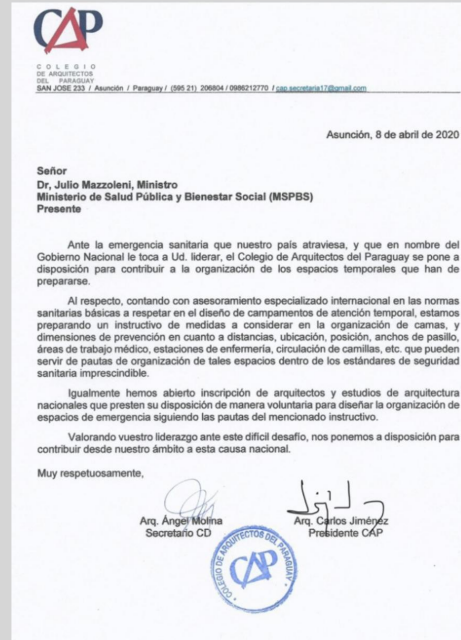 CAP
COLEGIO
DE ARQUITECTOS
DEL PARAGUAY
SAN JOSE 233 / Asunción / Paraguay / (595 21) 206804 / 0986212770 / cap.secretaria17@gmail.com
Asunción, 8 de abril de 2020
Señor
Dr, Julio Mazzoleni, Ministro
Ministerio de Salud Pública y Bienestar Social (MSPBS)
Presente
Ante la emergencia sanitaria que nuestro país atraviesa, y que en nombre del
Gobierno Nacional le toca a Ud. liderar, el Colegio de Arquitectos del Paraguay se pone a
disposición para contribuir a la organización de los espacios temporales que han de
prepararse.
Al respecto, contando con asesoramiento especializado internacional en las normas
sanitarias básicas a respetar en el diseño de campamentos de atención temporal, estamos
preparando un instructivo de medidas a considerar en la organización de camas, y
dimensiones de prevención en cuanto a distancias, ubicación, posición, anchos de pasillo,
áreas de trabajo médico, estaciones de enfermería, circulación de camillas, etc. que pueden
servir de pautas de organización de tales espacios dentro de los estándares de seguridad
sanitaria imprescindible.
Igualmente hemos abierto inscripción de arquitectos y estudios de arquitectura
nacionales que presten su disposición de manera voluntaria para diseñar la organización de
espacios de emergencia siguiendo las pautas del mencionado instructivo.
Valorando vuestro liderazgo ante este difícil desafío, nos ponemos a disposición para
contribuir desde nuestro ámbito a esta causa nacional.
Muy respetuosamente,
Arq. Ángel Molina
Secretario CD
Arq. Carlos Jiménez
Presidente CAP
COLEGIO DE ARQUITECTOS DEL PARAGUAY
CAP